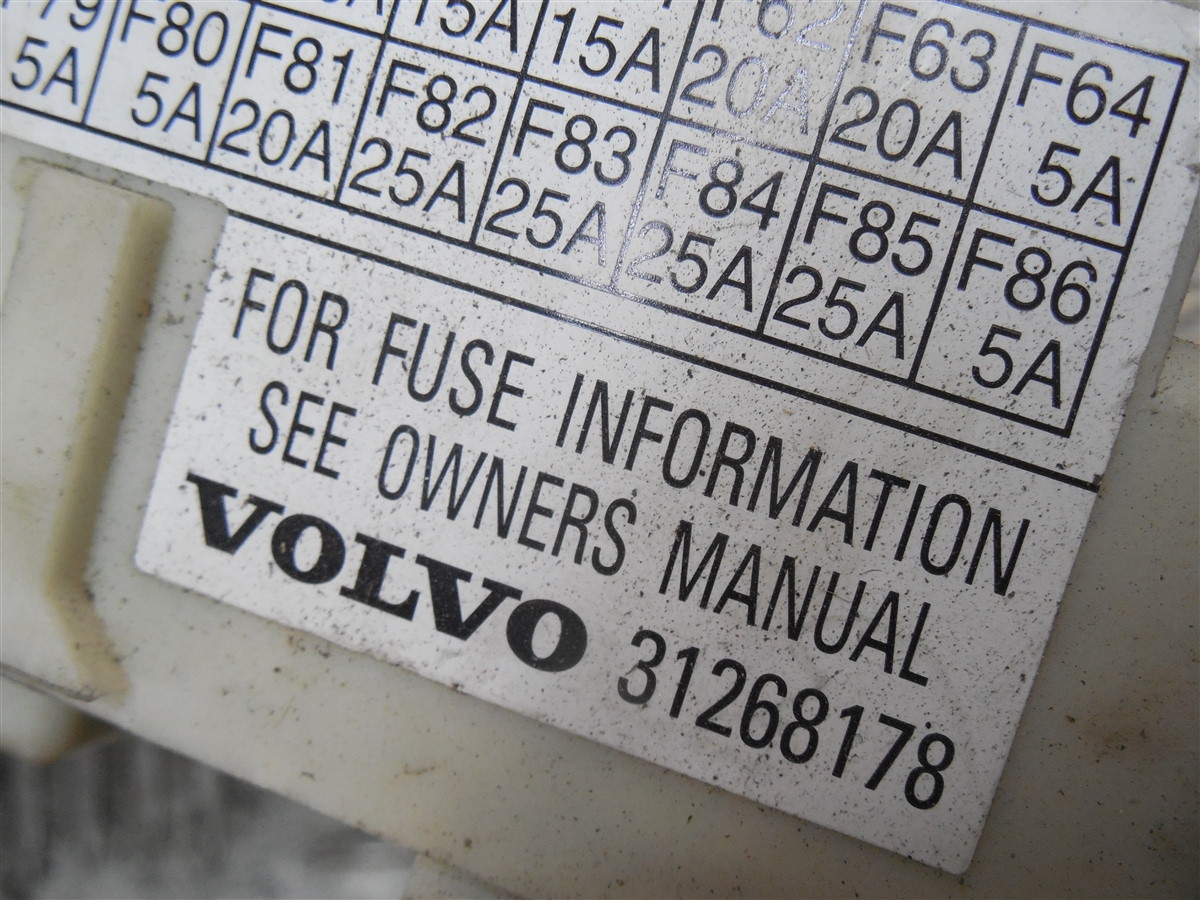 15A 15A F62 F63 F64
20A 20A 5A
F80 F81 F82 F83 F84 F85 F86
5A 5A 20A 25A 25A 25A 25A 5A
FOR FUSE INFORMATION
SEE OWNERS MANUAL
VOLVO 31268178